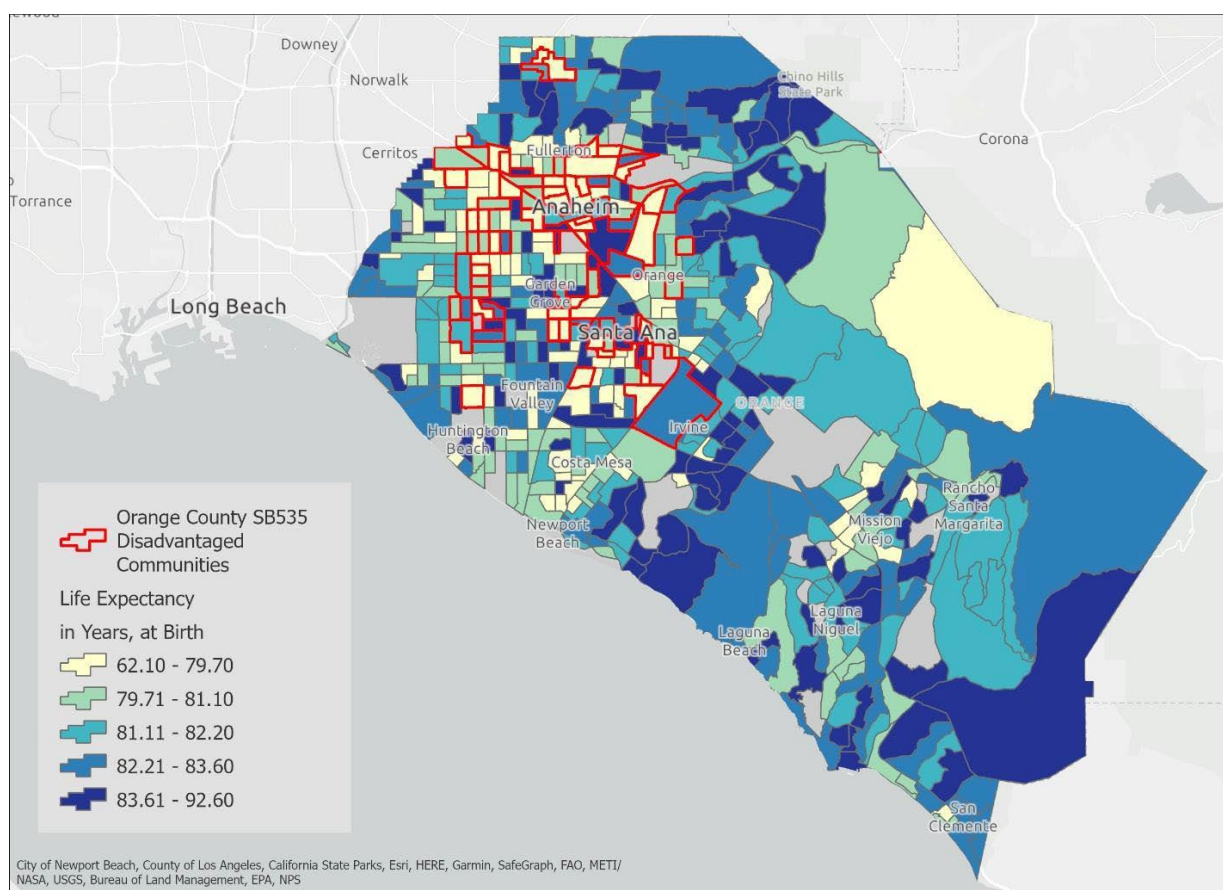 Downey
Norwalk
Chino Hills
State Park
Corona
Cerritos
Fullerton
Torrance
Anaheim
Orange
Garden
Grove
Long Beach
Santa Ana
Fountain
Valley
ORANGE
Irvine
Huntington
Beach
Costa Mesa
Rancho
Santa
Margarita
Mission
Viejo
Newport
Beach
Laguna
Niguel
Laguna
Beach
San
Clemente
Orange County SB535
Disadvantaged
Communities
Life Expectancy
in Years, at Birth
62.10 - 79.70
79.71 - 81.10
81.11 - 82.20
82.21 - 83.60
83.61 - 92.60
City of Newport Beach, County of Los Angeles, California State Parks, Esri, HERE, Garmin, SafeGraph, FAO, METI/
NASA, USGS, Bureau of Land Management, EPA, NPS